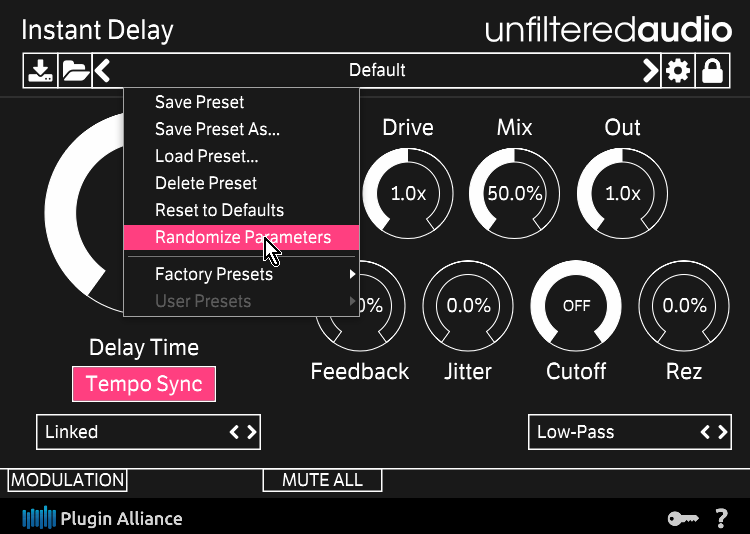 Instant Delay
unfilteredaudio
Default
Save Preset
Save Preset As...
Load Preset...
Delete Preset
Reset to Defaults
Randomize Parameters
Factory Presets
User Presets
Drive
Mix
Out
1.0x
50.0%
1.0x
0%
0.0%
OFF
0.0%
Feedback
Jitter
Cutoff
Rez
Delay Time
Tempo Sync
Linked
Low-Pass
MODULATION
MUTE ALL
Plugin Alliance
?